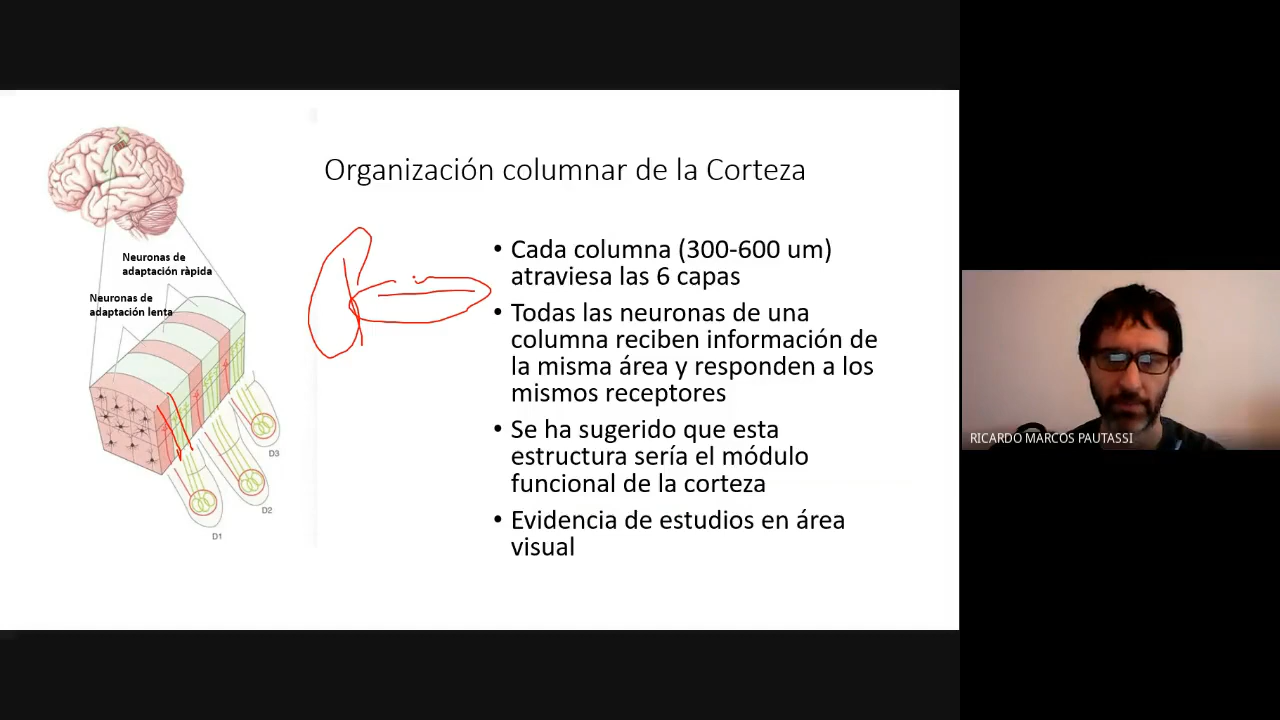 Organización columnar de la Corteza
Neuronas de
adaptación ràpida
Neuronas de
adaptación lenta
D3
D2
D1
• Cada columna (300-600 um)
atraviesa las 6 capas
• Todas las neuronas de una
columna reciben información de
la misma área y responden a los
mismos receptores
• Se ha sugerido que esta
estructura sería el módulo
funcional de la corteza
• Evidencia de estudios en área
visual
RICARDO MARCOS PAUTASSI